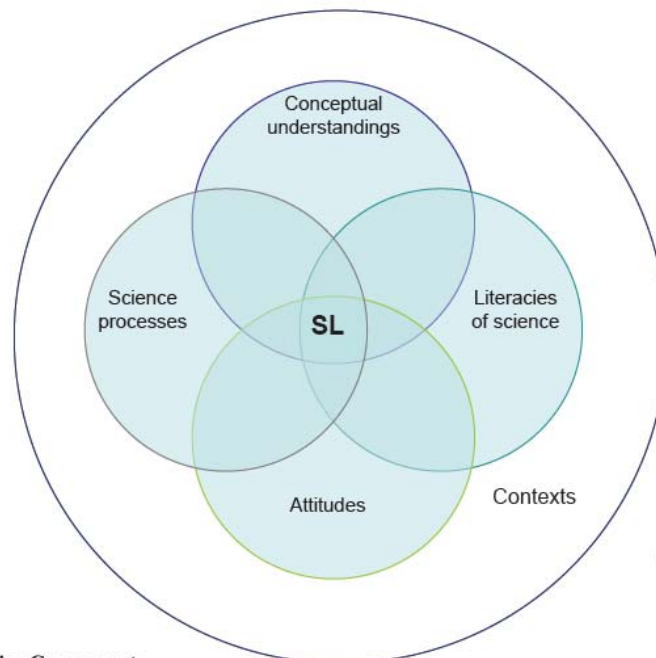 Conceptual
understandings
Science
processes
SL
Literacies
of science
Attitudes
Contexts